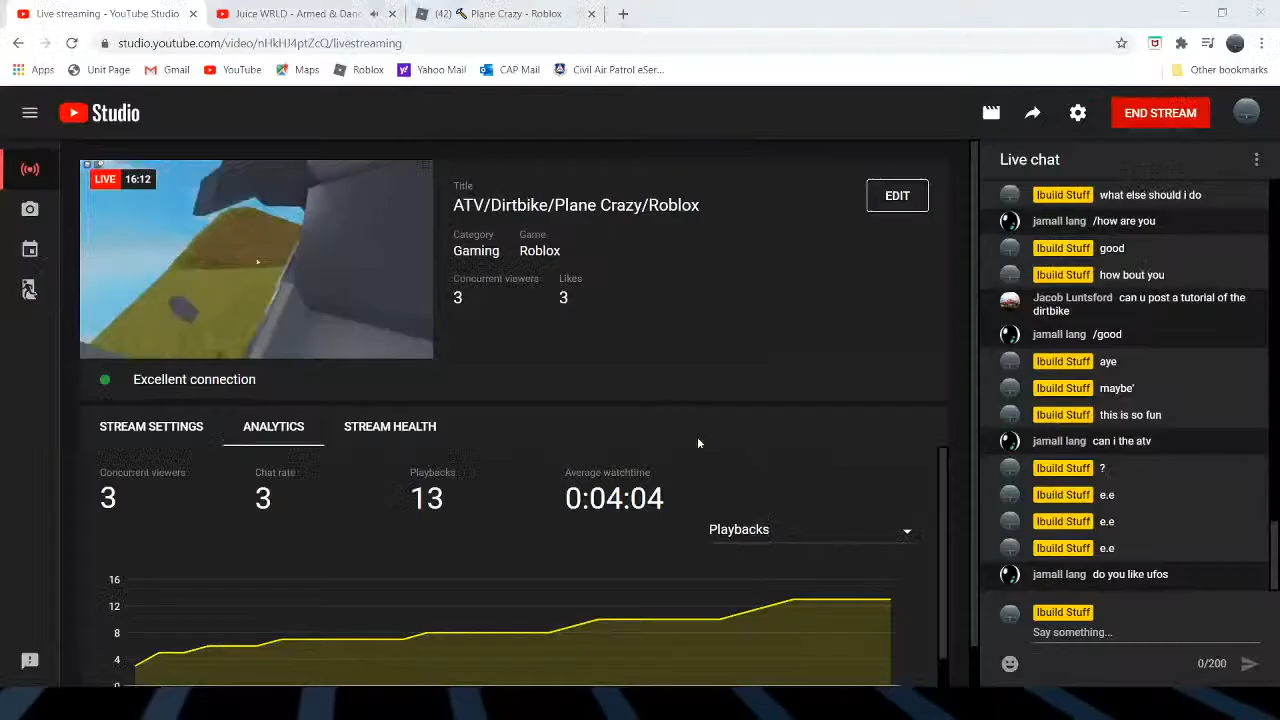 Live streaming - YouTube Studio
Juice WRLD - Armed & Danc
(42) 🔨 Plane Crazy - Roblox
studio.youtube.com/video/nHkHJ4ptZcQ/livestreaming
Apps
Unit Page
Gmail
YouTube
Maps
Roblox
Yahoo Mail
CAP Mail
Civil Air Patrol eSer...
Other bookmarks
Studio
END STREAM
LIVE 16:12
Title
ATV/Dirtbike/Plane Crazy/Roblox
EDIT
Category
Game
Gaming
Roblox
Concurrent viewers
Likes
3
3
Excellent connection
STREAM SETTINGS
ANALYTICS
STREAM HEALTH
Concurrent viewers
Chat rate
Playbacks
Average watchtime
3
3
13
0:04:04
Playbacks
16
12
8
4
0
Live chat
Ibuild Stuff what else should i do
jamall lang /how are you
Ibuild Stuff good
Ibuild Stuff how bout you
Jacob Luntsford can u post a tutorial of the
dirtbike
jamall lang /good
Ibuild Stuff aye
Ibuild Stuff maybe'
Ibuild Stuff this is so fun
jamall lang can i the atv
Ibuild Stuff ?
Ibuild Stuff e.e
Ibuild Stuff e.e
Ibuild Stuff e.e
jamall lang do you like ufos
Ibuild Stuff
Say something...
0/200